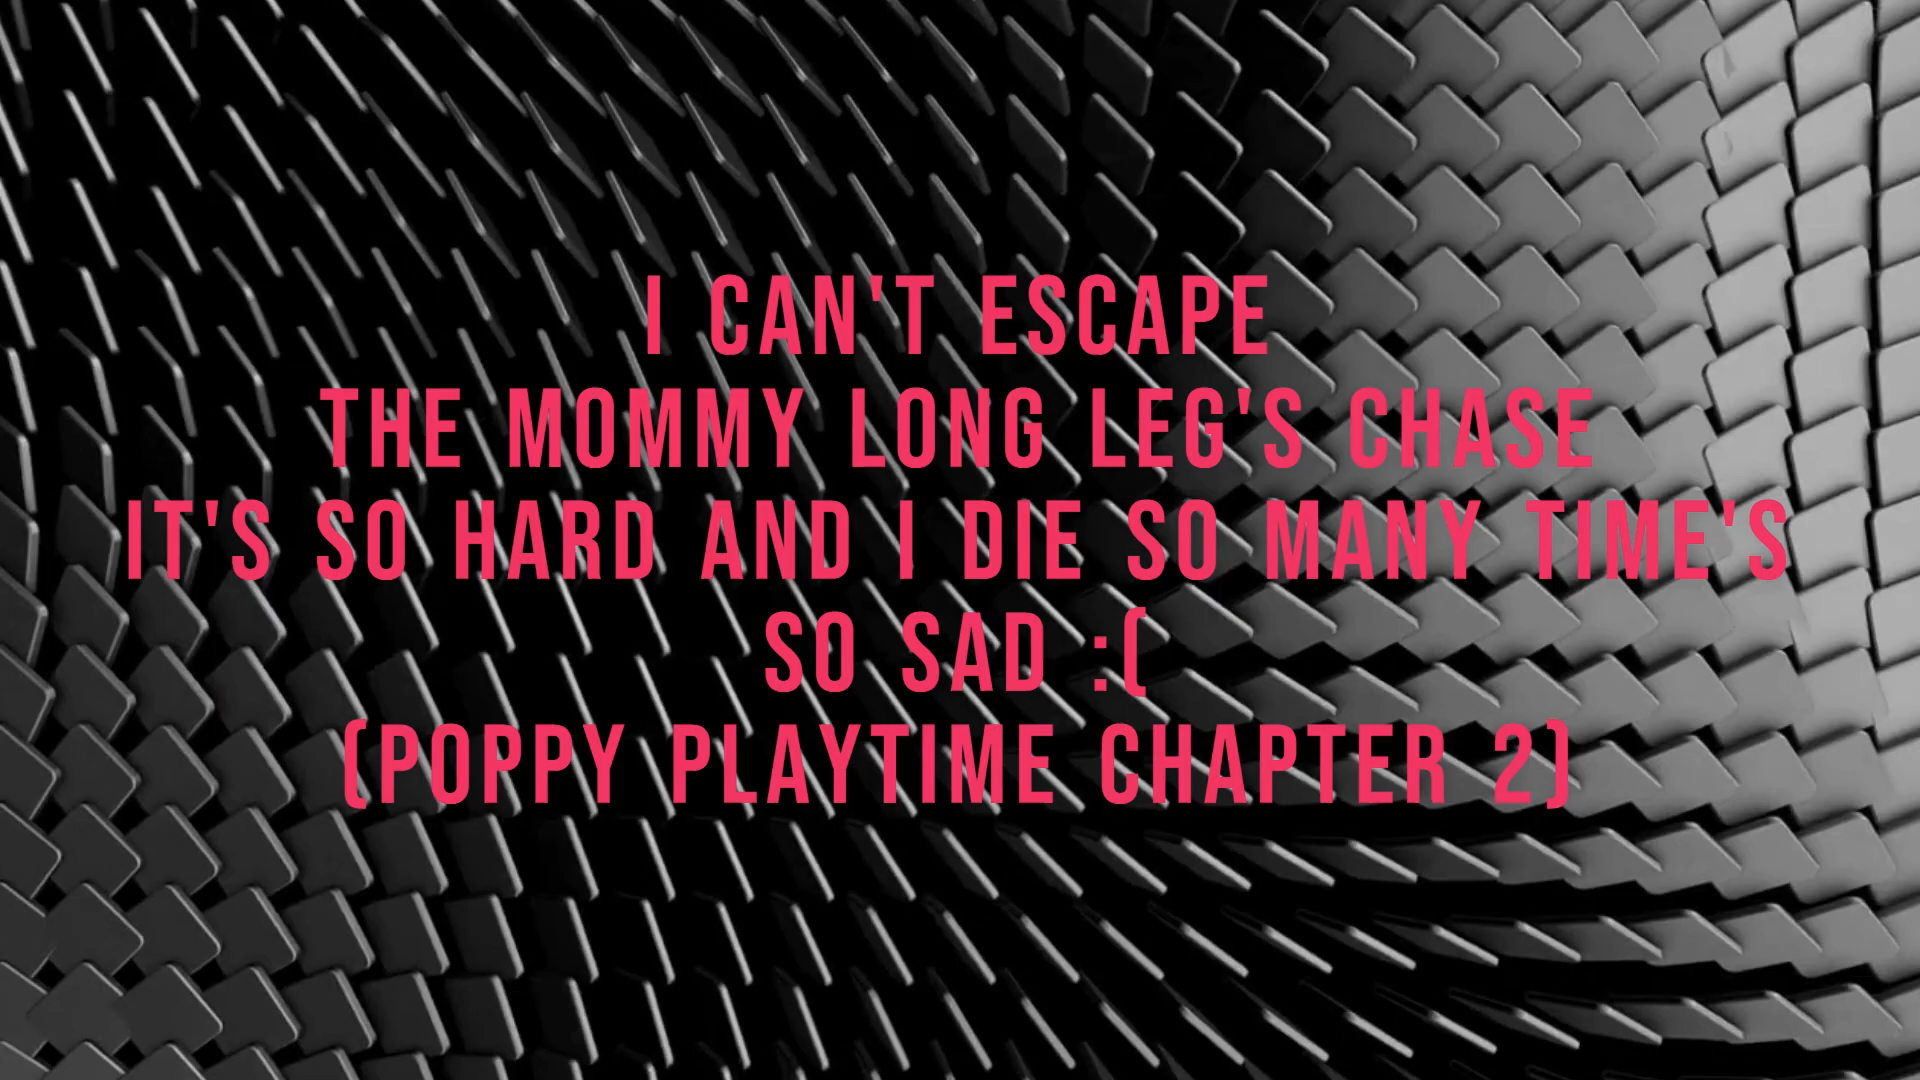 I CAN'T ESCAPE
THE MOMMY LONG LEG'S CHASE
IT'S SO HARD AND I DIE SO MANY TIME'S
SO SAD :(
(POPPY PLAYTIME CHAPTER 2)